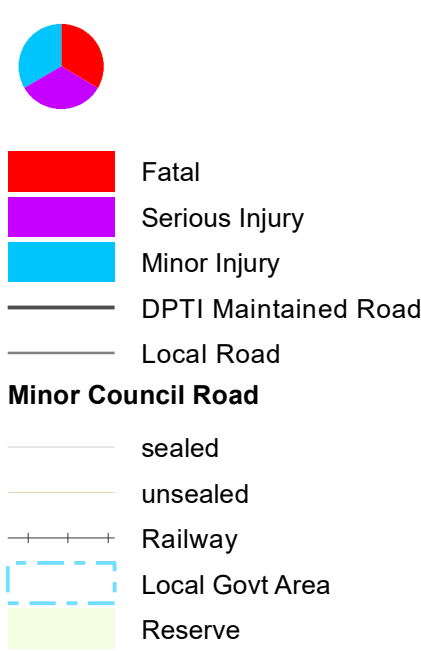 Fatal
Serious Injury
Minor Injury
DPTI Maintained Road
Local Road
Minor Council Road
sealed
unsealed
Railway
Local Govt Area
Reserve